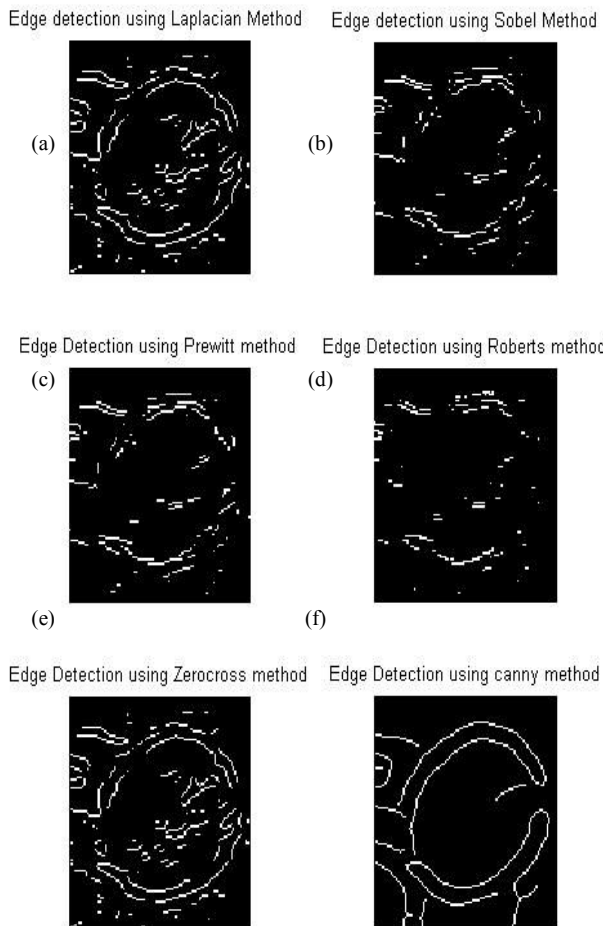 Edge detection using Laplacian Method
Edge detection using Sobel Method
(a)
(b)
Edge Detection using Prewitt method
Edge Detection using Roberts method
(c)
(d)
(e)
(f)
Edge Detection using Zerocross method
Edge Detection using canny method